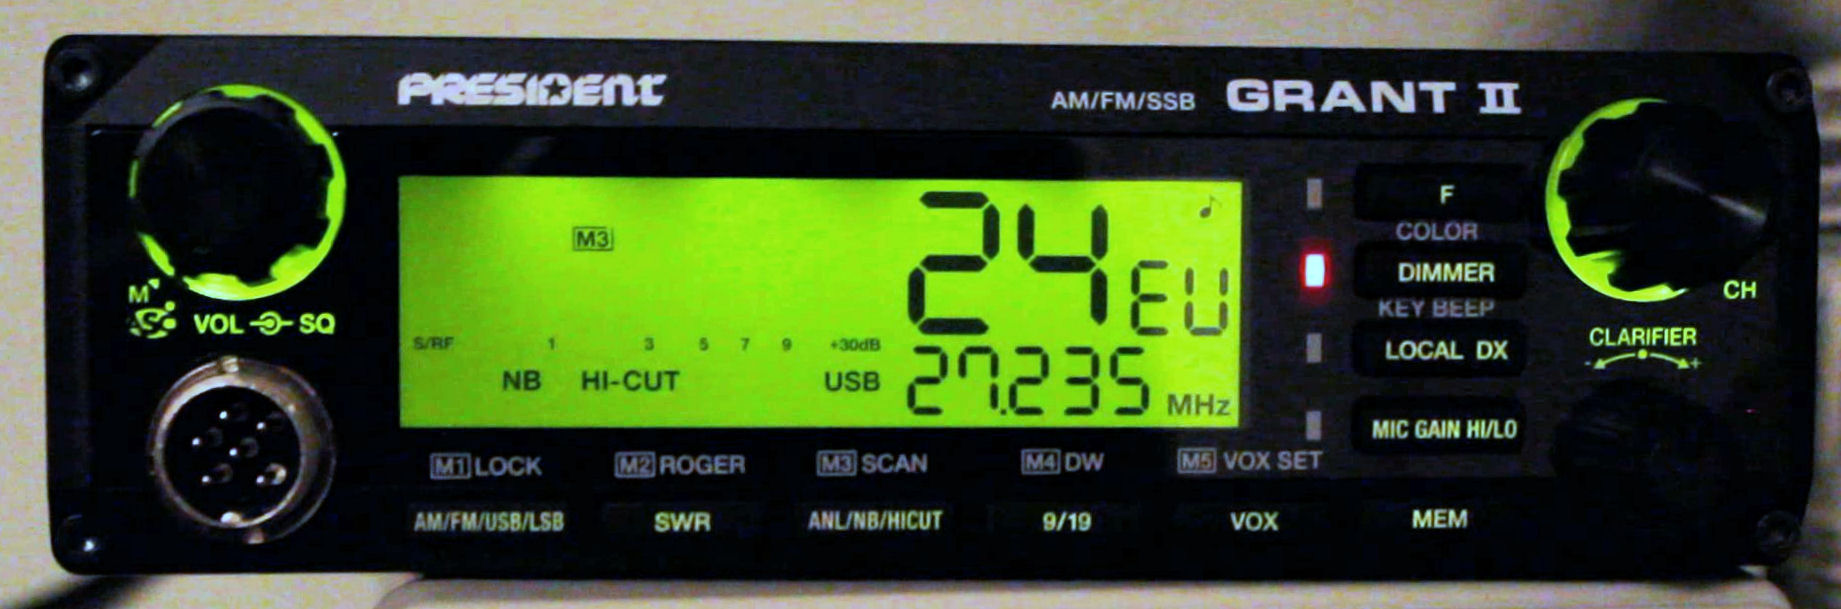 PRESIDENT
AM/FM/SSB GRANT II
M3
24 EU
S/RF 1 3 5 7 9 +30dB
NB HI-CUT USB
27.235 MHz
F
COLOR
DIMMER
KEY BEEP
LOCAL DX
MIC GAIN HI/LO
M
VOL SQ
CH
CLARIFIER
- +
M1 LOCK M2 ROGER M3 SCAN M4 DW M5 VOX SET
AM/FM/USB/LSB SWR ANL/NB/HICUT 9/19 VOX MEM